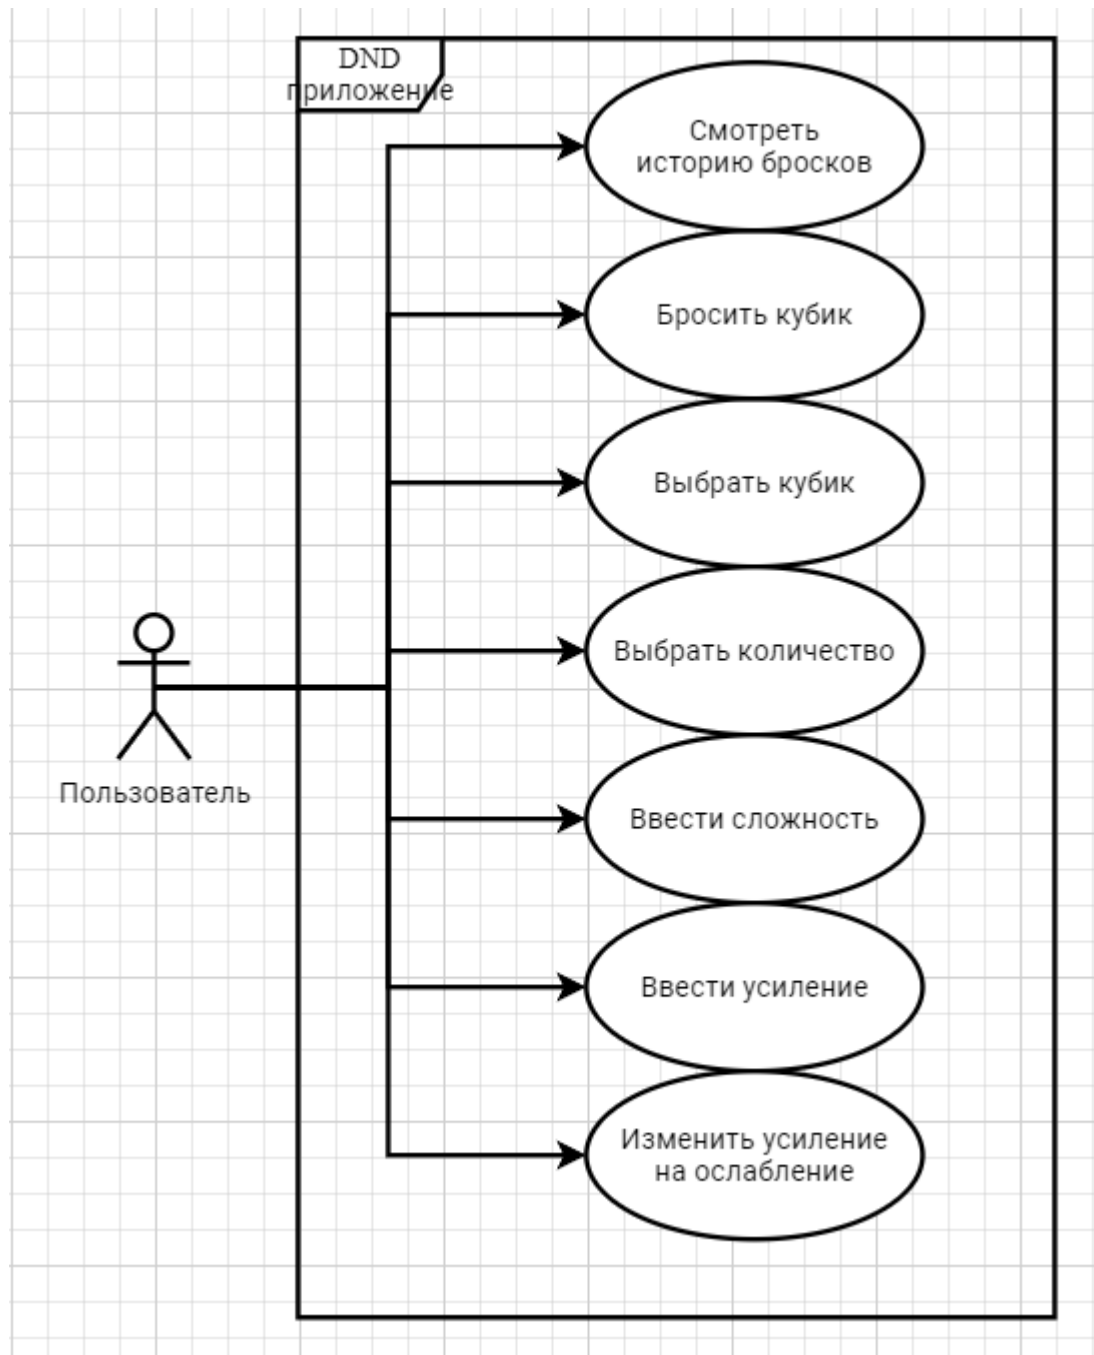 DND
приложение
Смотреть
историю бросков
Бросить кубик
Выбрать кубик
Выбрать количество
Ввести сложность
Ввести усиление
Изменить усиление
на ослабление
Пользователь